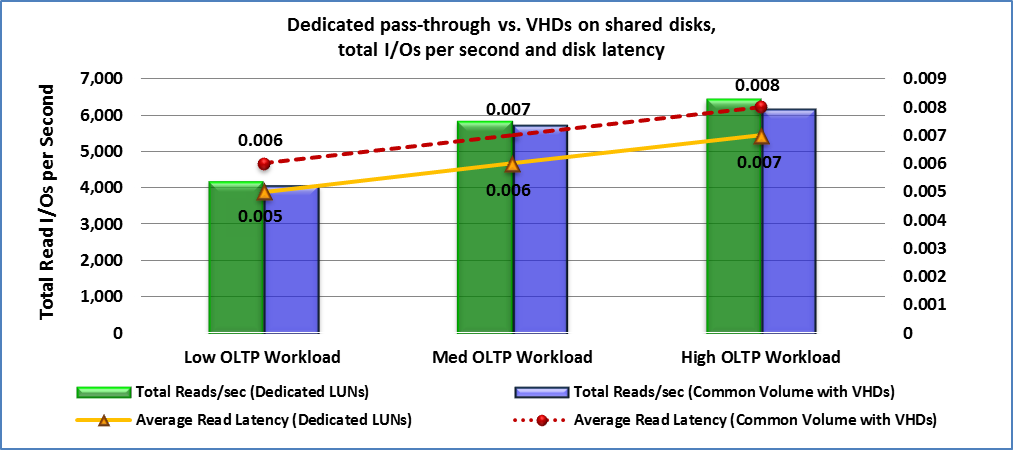 Dedicated pass-through vs. VHDs on shared disks,
total I/Os per second and disk latency
Total Read I/Os per Second
7,000
6,000
5,000
4,000
3,000
2,000
1,000
0
0.006
0.005
0.007
0.006
0.008
0.007
0.009
0.008
0.007
0.006
0.005
0.004
0.003
0.002
0.001
0
Low OLTP Workload
Med OLTP Workload
High OLTP Workload
Total Reads/sec (Dedicated LUNs)
Total Reads/sec (Common Volume with VHDs)
Average Read Latency (Dedicated LUNs)
Average Read Latency (Common Volume with VHDs)